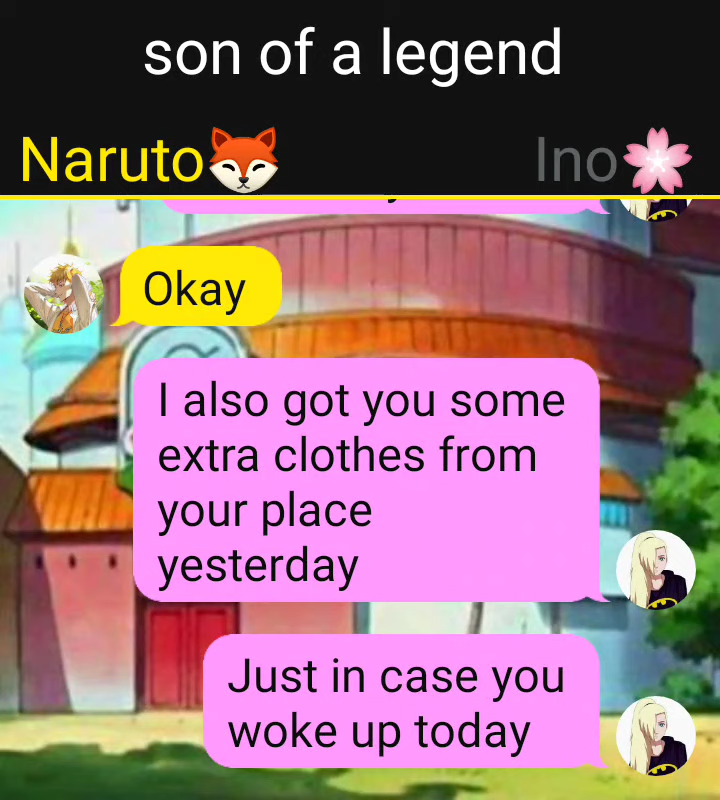 son of a legend
Naruto🦊 Ino🌸
Okay
I also got you some
extra clothes from
your place
yesterday
Just in case you
woke up today